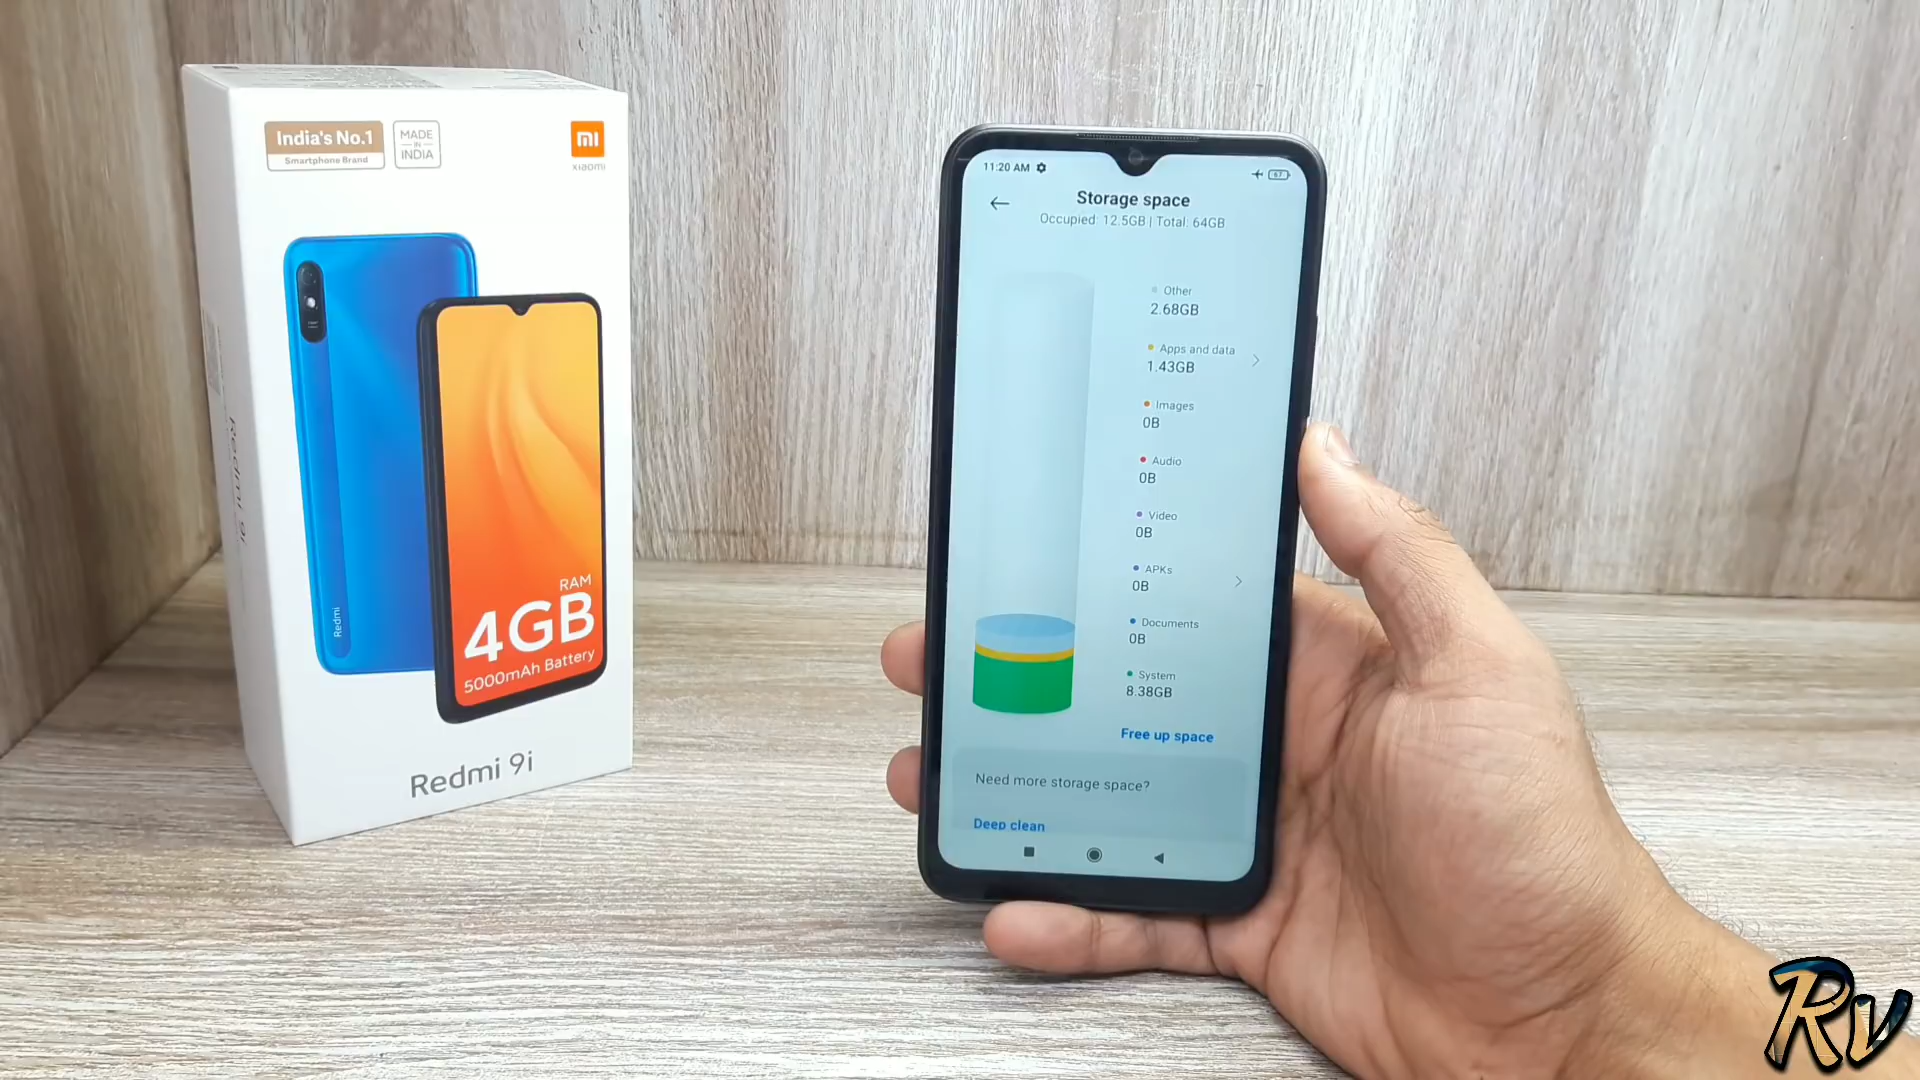 India's No.1
Smartphone Brand
MADE
IN
INDIA
mi
xiaomi
Redmi
RAM
4GB
5000mAh Battery
Redmi 9i
Redmi 9i
11:20 AM
67
Storage space
Occupied: 12.5GB | Total: 64GB
Other
2.68GB
Apps and data
1.43GB
Images
0B
Audio
0B
Video
0B
APKs
0B
Documents
0B
System
8.38GB
Free up space
Need more storage space?
Deep clean
RV